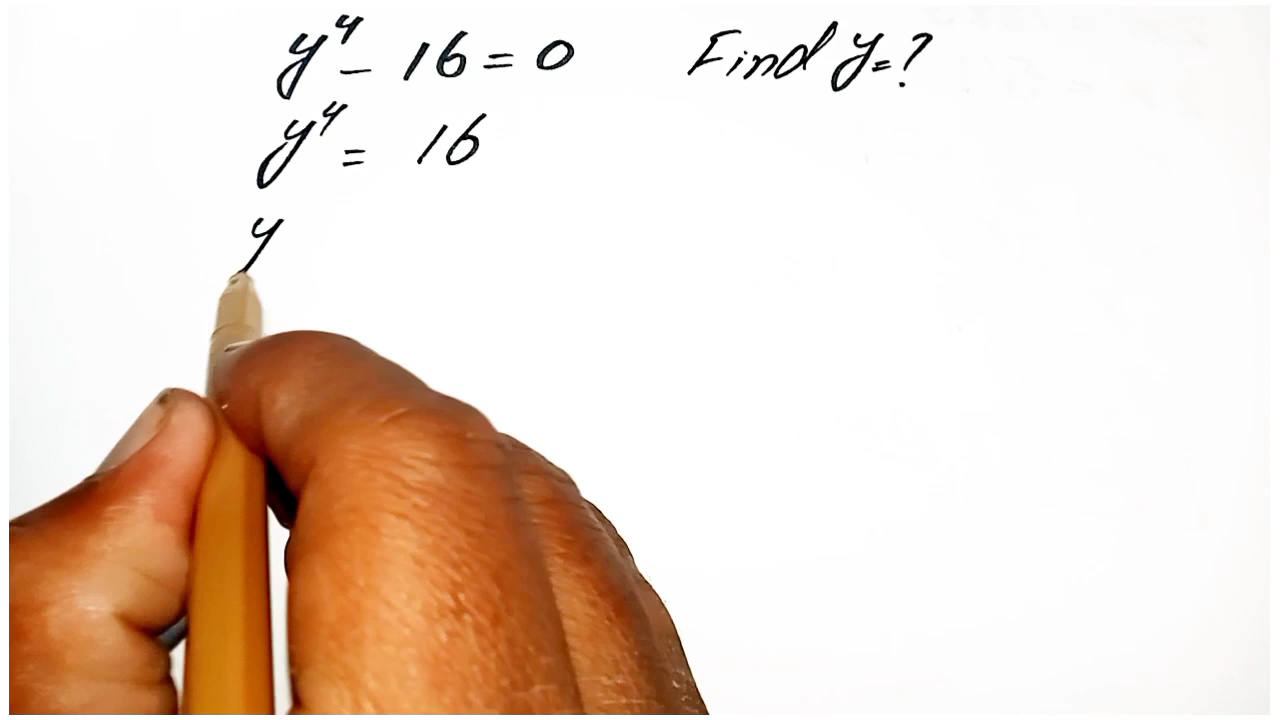 y⁴ - 16 = 0 Find y=?
y⁴ = 16
y